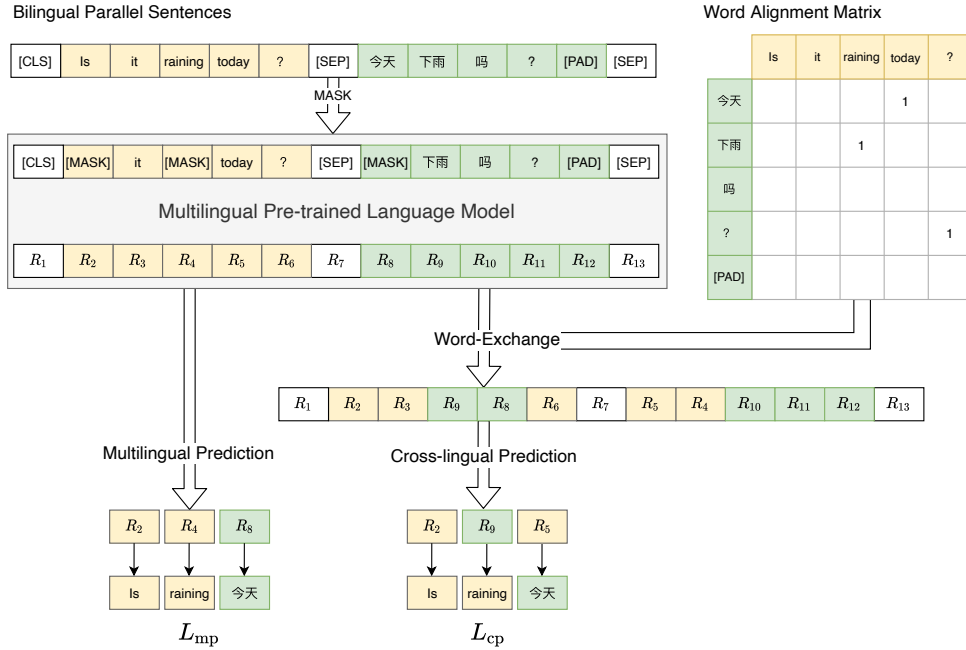 Bilingual Parallel Sentences
Word Alignment Matrix
[CLS] Is it raining today ? [SEP] 今天 下雨 吗 ? [PAD] [SEP]
MASK
[CLS] [MASK] it [MASK] today ? [SEP] [MASK] 下雨 吗 ? [PAD] [SEP]
Multilingual Pre-trained Language Model
R1 R2 R3 R4 R5 R6 R7 R8 R9 R10 R11 R12 R13
Is it raining today ?
今天 1
下雨 1
吗
? 1
[PAD]
Word-Exchange
R1 R2 R3 R9 R8 R6 R7 R5 R4 R10 R11 R12 R13
Multilingual Prediction
Cross-lingual Prediction
R2 R4 R8
R2 R9 R5
Is raining 今天
Is raining 今天
Lmp
Lcp